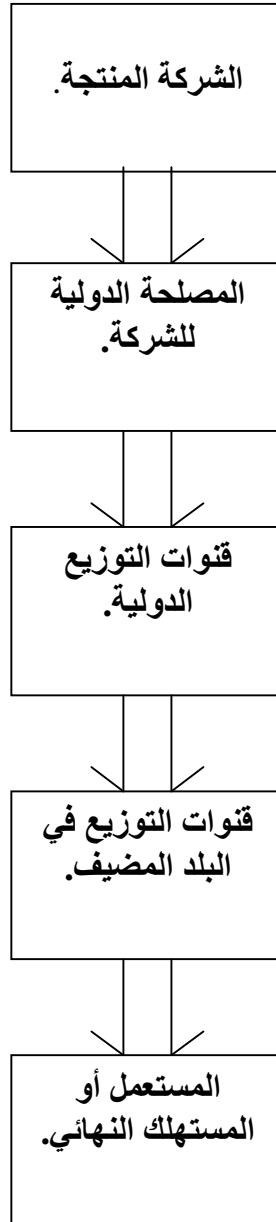 الشركة المنتجة.
المصلحة الدولية
للشركة.
قنوات التوزيع
الدولية.
قنوات التوزيع في
البلد المضيف.
المستعمل أو
المستهلك النهائي.